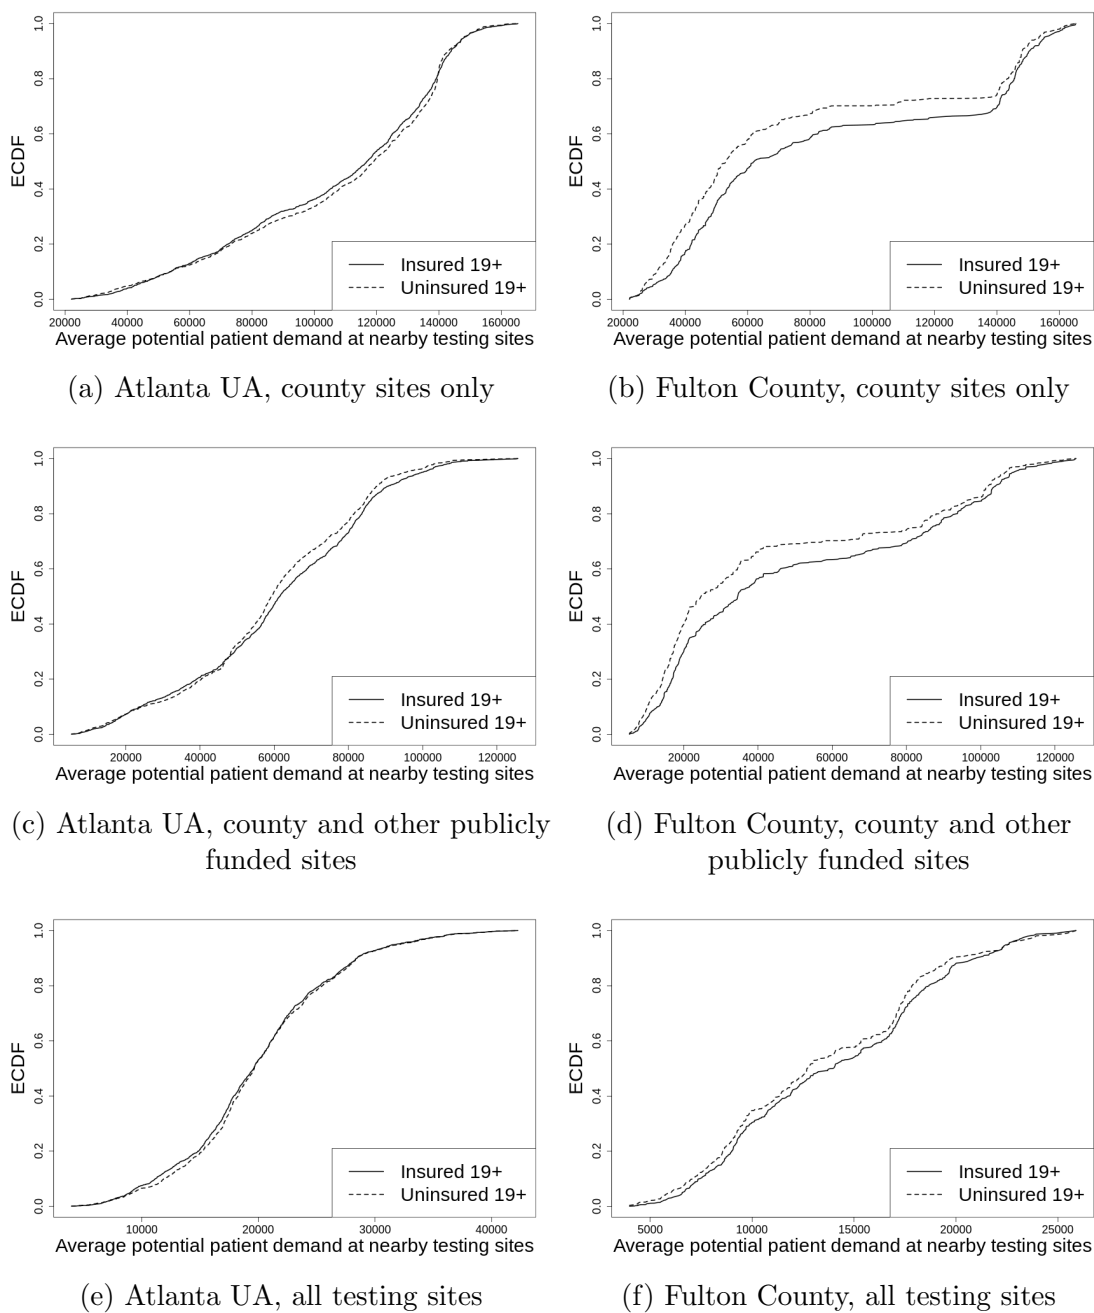 ECDF
0.0 0.2 0.4 0.6 0.8 1.0
20000 40000 60000 80000 100000 120000 140000 160000
Average potential patient demand at nearby testing sites
Insured 19+
Uninsured 19+
(a) Atlanta UA, county sites only
ECDF
0.0 0.2 0.4 0.6 0.8 1.0
20000 40000 60000 80000 100000 120000 140000 160000
Average potential patient demand at nearby testing sites
Insured 19+
Uninsured 19+
(b) Fulton County, county sites only
ECDF
0.0 0.2 0.4 0.6 0.8 1.0
20000 40000 60000 80000 100000 120000
Average potential patient demand at nearby testing sites
Insured 19+
Uninsured 19+
(c) Atlanta UA, county and other publicly
funded sites
ECDF
0.0 0.2 0.4 0.6 0.8 1.0
20000 40000 60000 80000 100000 120000
Average potential patient demand at nearby testing sites
Insured 19+
Uninsured 19+
(d) Fulton County, county and other
publicly funded sites
ECDF
0.0 0.2 0.4 0.6 0.8 1.0
10000 20000 30000 40000
Average potential patient demand at nearby testing sites
Insured 19+
Uninsured 19+
(e) Atlanta UA, all testing sites
ECDF
0.0 0.2 0.4 0.6 0.8 1.0
5000 10000 15000 20000 25000
Average potential patient demand at nearby testing sites
Insured 19+
Uninsured 19+
(f) Fulton County, all testing sites